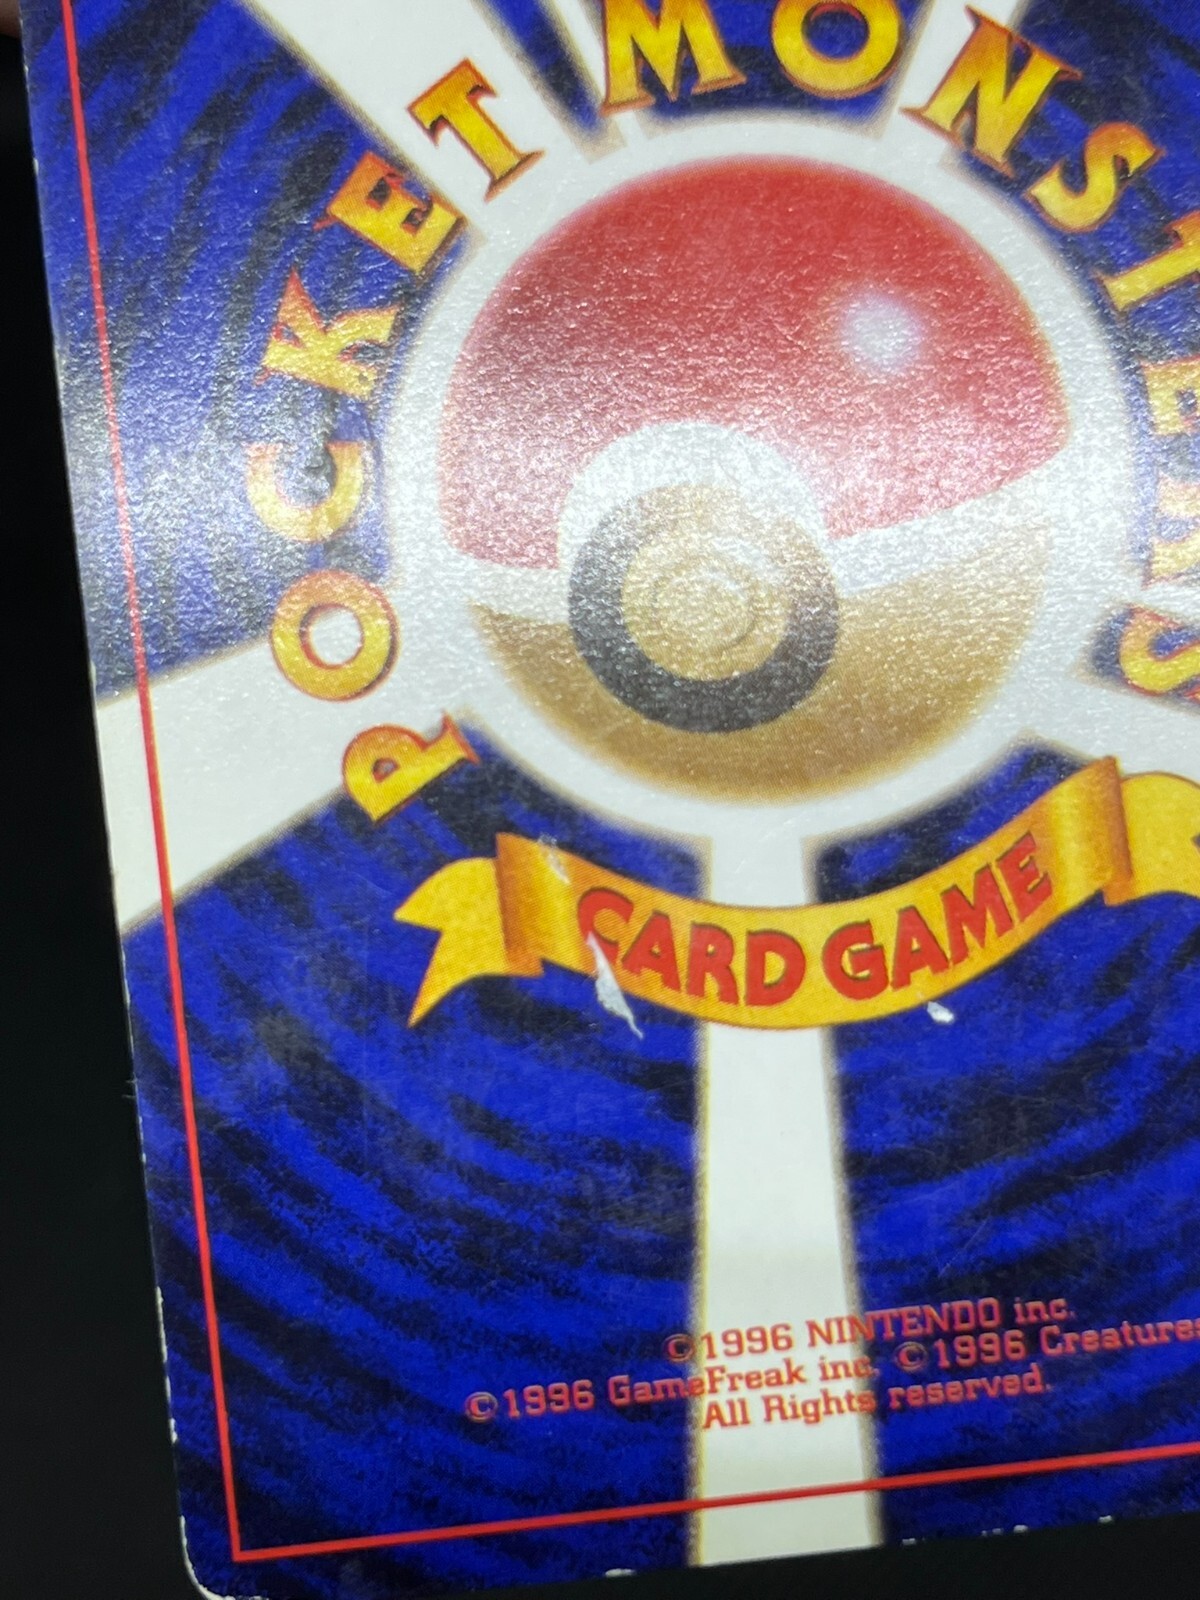 POCKET MONSTERS
CARD GAME
©1996 NINTENDO inc.
©1996 GameFreak inc. ©1996 Creatures
All Rights reserved.